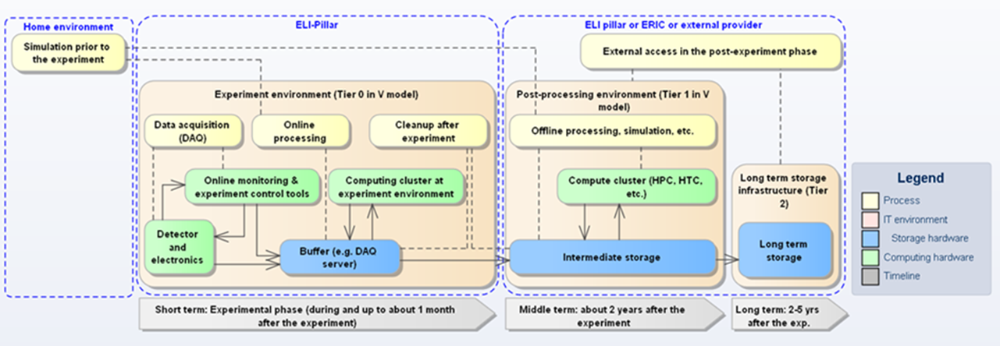 Home environment
ELI-Pillar
ELI pillar or ERIC or external provider
Simulation prior to
the experiment
External access in the post-experiment phase
Experiment environment (Tier 0 in V model)
Post-processing environment (Tier 1 in V
model)
Data acquisition
(DAQ)
Online
processing
Cleanup after
experiment
Offline processing, simulation, etc.
Online monitoring &
experiment control tools
Computing cluster at
experiment environment
Compute cluster (HPC, HTC,
etc.)
Long term storage
infrastructure (Tier
2)
Detector
and
electronics
Buffer (e.g. DAQ
server)
Intermediate storage
Long term
storage
Short term: Experimental phase (during and up to about 1 month
after the experiment)
Middle term: about 2 years after the
experiment
Long term: 2-5 yrs
after the exp.
Legend
Process
IT environment
Storage hardware
Computing hardware
Timeline